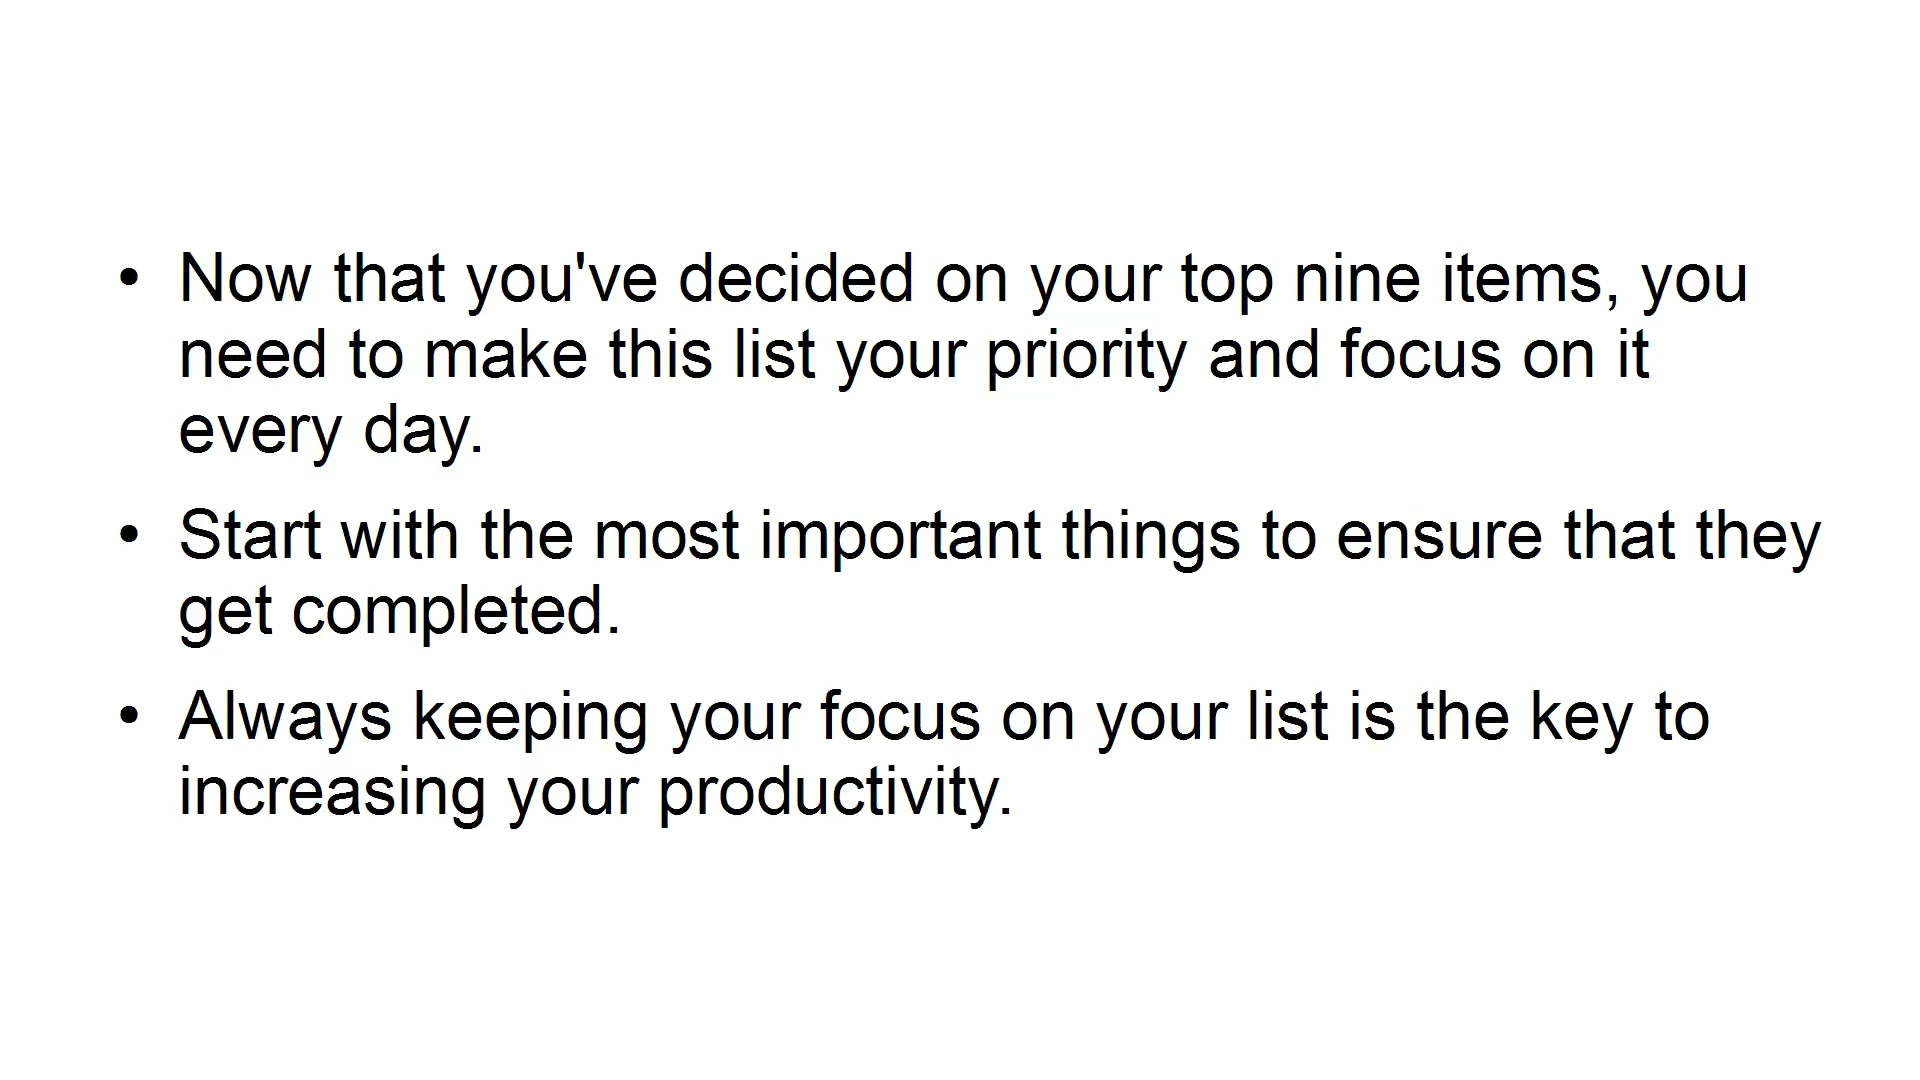 • Now that you've decided on your top nine items, you
need to make this list your priority and focus on it
every day.
• Start with the most important things to ensure that they
get completed.
• Always keeping your focus on your list is the key to
increasing your productivity.